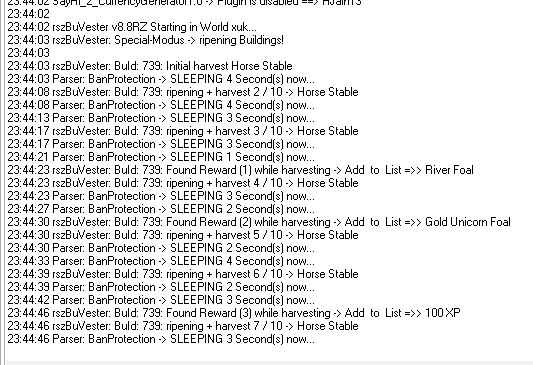 23:44:02 SayHi_2_CurrencyGenerator1.0 -> Plugin is disabled ==> HJain13
23:44:02
23:44:02 rszBuVester v8.8RZ Starting in World xuk...
23:44:03 rszBuVester: Special-Modus -> ripening Buildings!
23:44:03
23:44:03 rszBuVester: BuId: 739: Initial harvest Horse Stable
23:44:03 Parser: BanProtection -> SLEEPING 4 Second(s) now...
23:44:08 rszBuVester: BuId: 739: ripening + harvest 2 / 10 -> Horse Stable
23:44:08 Parser: BanProtection -> SLEEPING 4 Second(s) now...
23:44:13 Parser: BanProtection -> SLEEPING 3 Second(s) now...
23:44:17 rszBuVester: BuId: 739: ripening + harvest 3 / 10 -> Horse Stable
23:44:17 Parser: BanProtection -> SLEEPING 3 Second(s) now...
23:44:21 Parser: BanProtection -> SLEEPING 1 Second(s) now...
23:44:23 rszBuVester: BuId: 739: Found Reward (1) while harvesting -> Add to List =>> River Foal
23:44:23 rszBuVester: BuId: 739: ripening + harvest 4 / 10 -> Horse Stable
23:44:23 Parser: BanProtection -> SLEEPING 3 Second(s) now...
23:44:27 Parser: BanProtection -> SLEEPING 2 Second(s) now...
23:44:30 rszBuVester: BuId: 739: Found Reward (2) while harvesting -> Add to List =>> Gold Unicorn Foal
23:44:30 rszBuVester: BuId: 739: ripening + harvest 5 / 10 -> Horse Stable
23:44:30 Parser: BanProtection -> SLEEPING 2 Second(s) now...
23:44:33 Parser: BanProtection -> SLEEPING 4 Second(s) now...
23:44:39 rszBuVester: BuId: 739: ripening + harvest 6 / 10 -> Horse Stable
23:44:39 Parser: BanProtection -> SLEEPING 2 Second(s) now...
23:44:42 Parser: BanProtection -> SLEEPING 3 Second(s) now...
23:44:46 rszBuVester: BuId: 739: Found Reward (3) while harvesting -> Add to List =>> 100 XP
23:44:46 rszBuVester: BuId: 739: ripening + harvest 7 / 10 -> Horse Stable
23:44:46 Parser: BanProtection -> SLEEPING 3 Second(s) now...